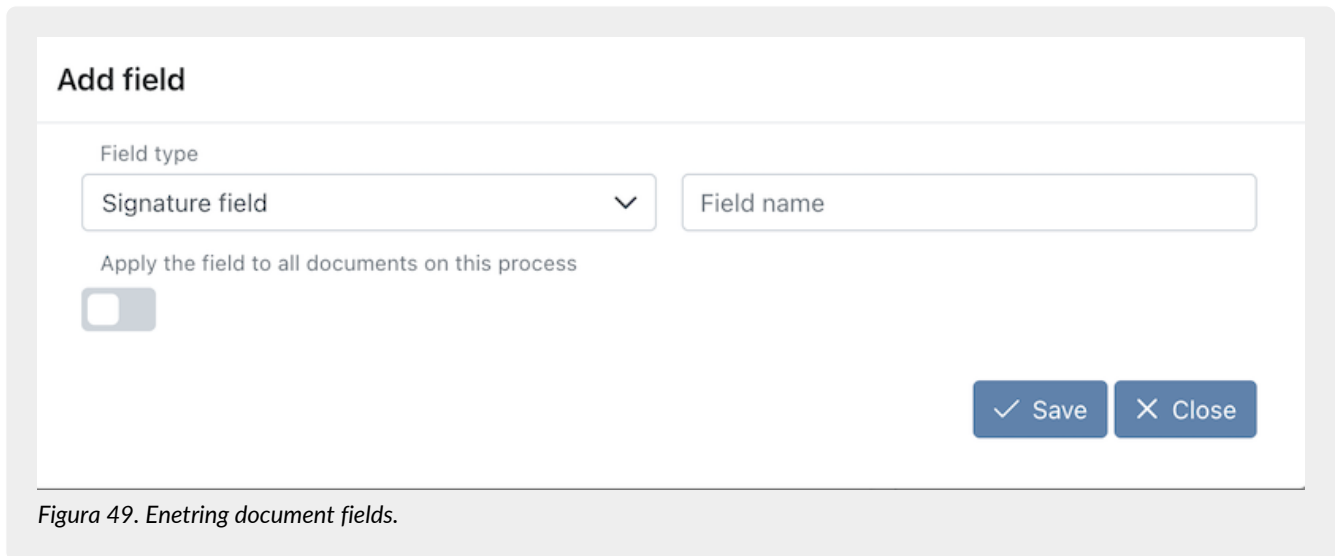 Add field
Field type
Signature field
Field name
Apply the field to all documents on this process
Save
Close
Figura 49. Enetring document fields.